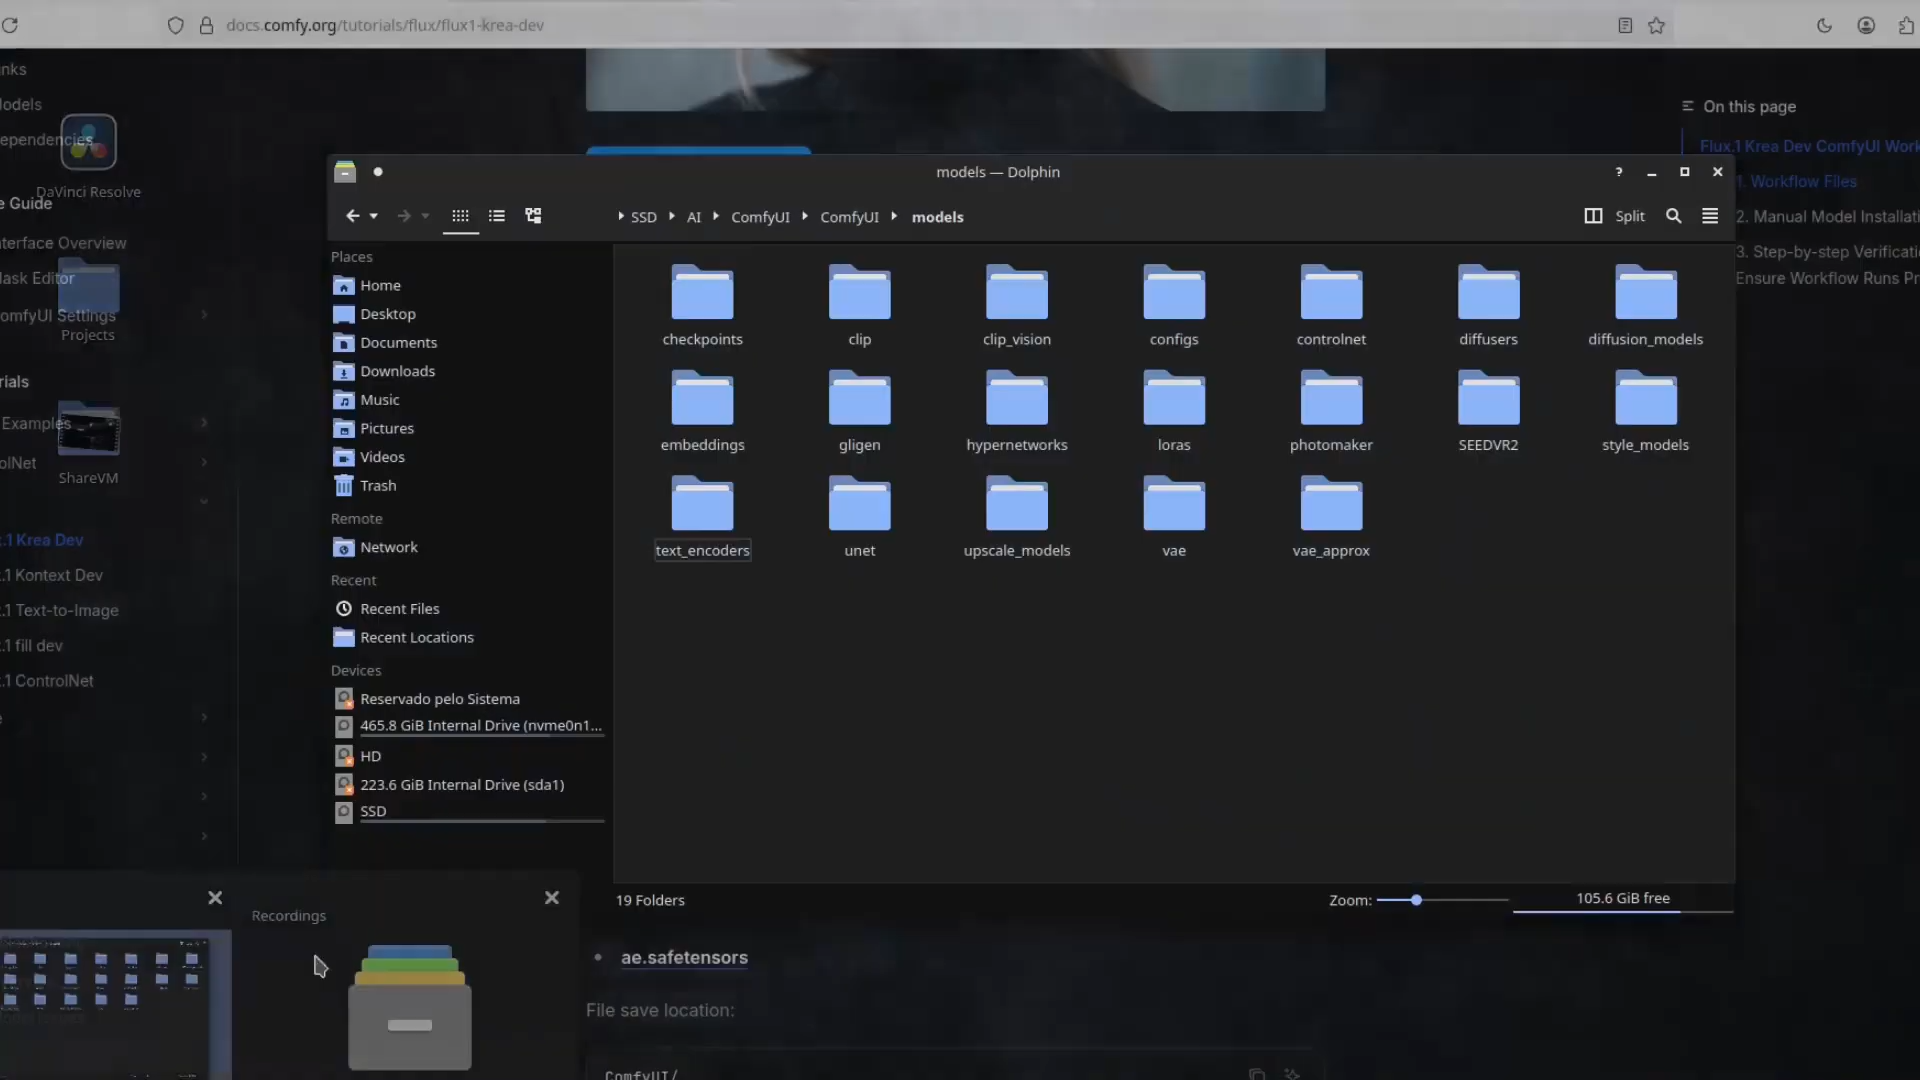 docs.comfy.org/tutorials/flux/flux1-krea-dev
nks
odels
ependencies
DaVinci Resolve
e Guide
nterface Overview
lask Editor
omfyUI Settings
Projects
rials
Examples
olNet
ShareVM
.1 Krea Dev
.1 Kontext Dev
.1 Text-to-Image
.1 fill dev
.1 ControlNet
On this page
Flux.1 Krea Dev ComfyUI Work
1. Workflow Files
2. Manual Model Installati
3. Step-by-step Verificatio
Ensure Workflow Runs Pr
models — Dolphin
SSD
AI
ComfyUI
ComfyUI
models
Split
Places
Home
Desktop
Documents
Downloads
Music
Pictures
Videos
Trash
Remote
Network
Recent
Recent Files
Recent Locations
Devices
Reservado pelo Sistema
465.8 GiB Internal Drive (nvme0n1...
HD
223.6 GiB Internal Drive (sda1)
SSD
checkpoints
clip
clip_vision
configs
controlnet
diffusers
diffusion_models
embeddings
gligen
hypernetworks
loras
photomaker
SEEDVR2
style_models
text_encoders
unet
upscale_models
vae
vae_approx
19 Folders
Zoom:
105.6 GiB free
Recordings
ae.safetensors
File save location:
ComfyUI/